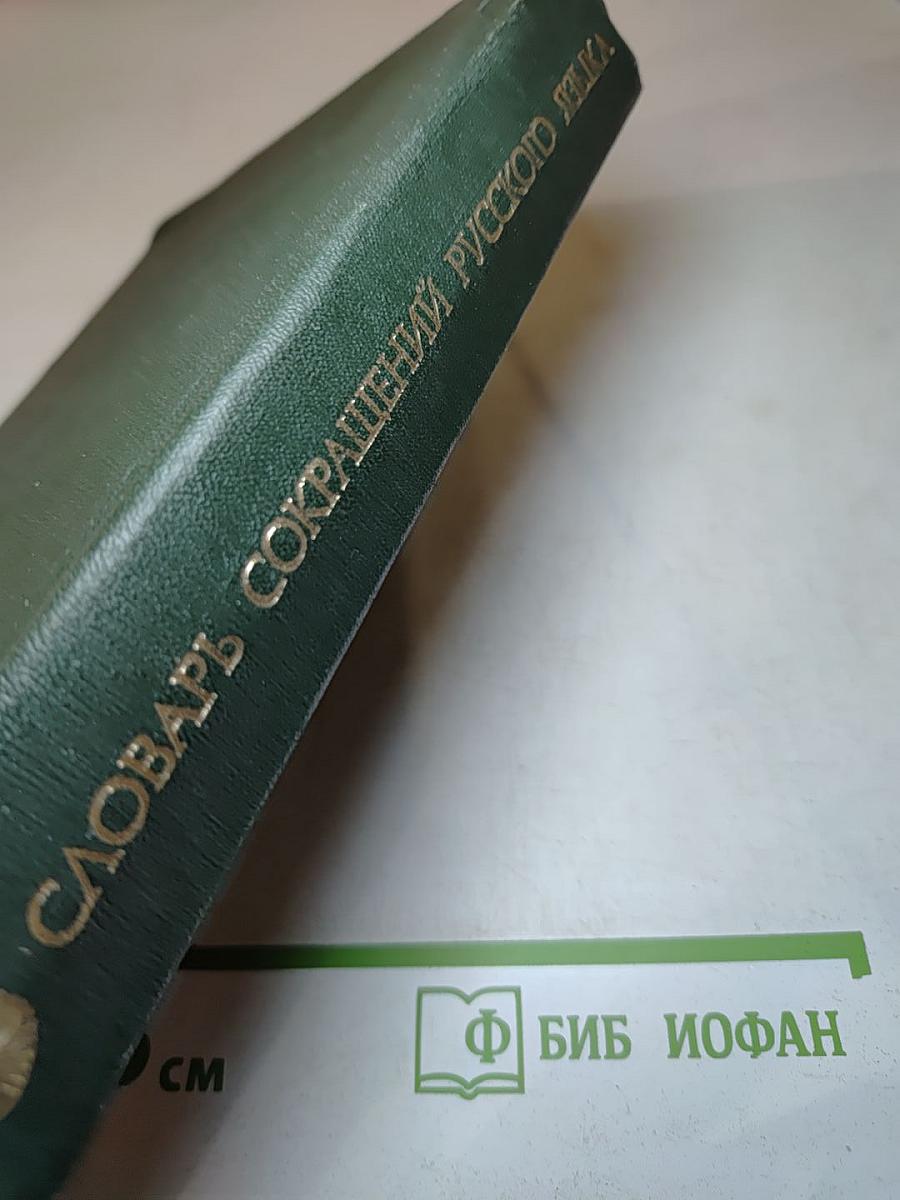 СЛОВАРЬ СОКРАЩЕНИЙ РУССКОГО ЯЗЫКА
см
Ф БИБ ИОФАН